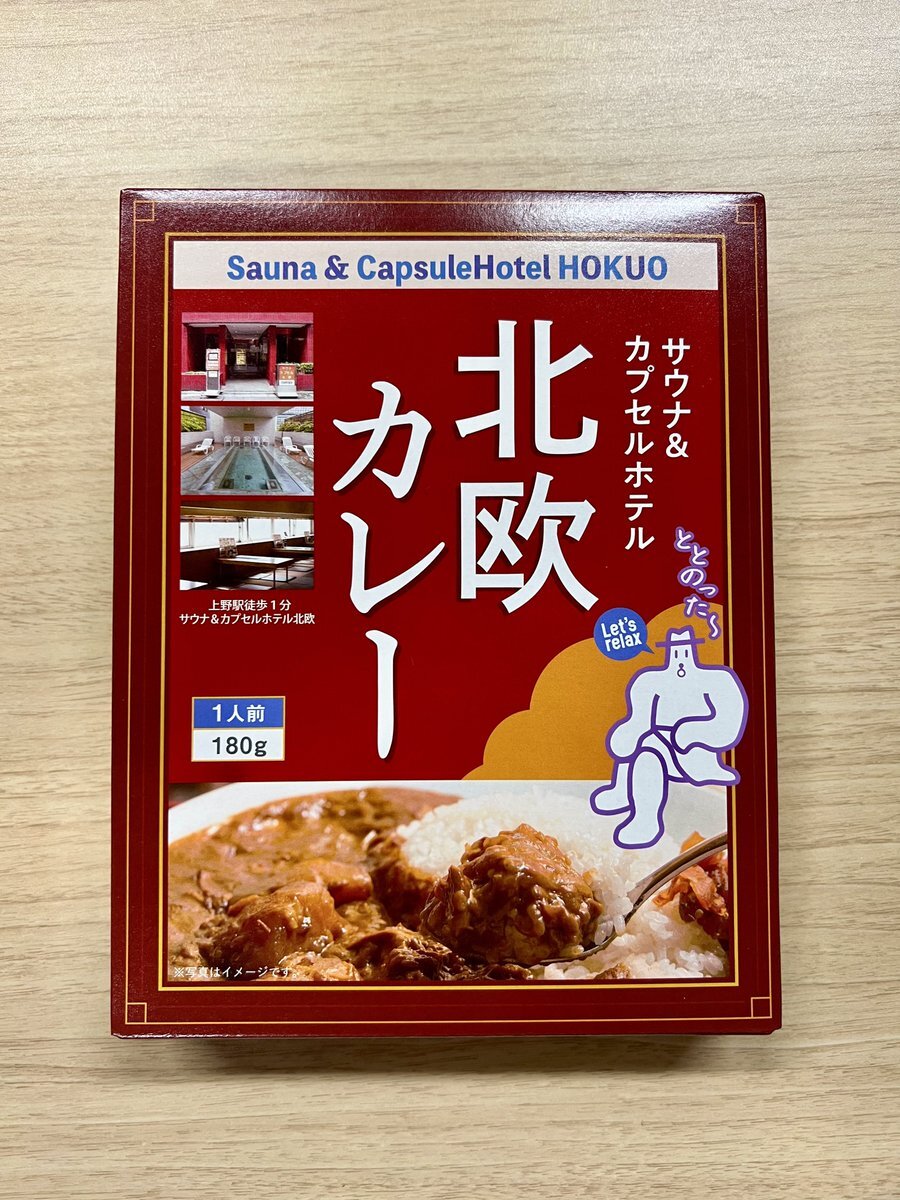 Sauna & CapsuleHotel HOKUO
サウナ&
カプセルホテル
北欧
カレー
上野駅徒歩1分
サウナ&カプセルホテル北欧
ととのった〜
Let's
relax
1人前
180g
※写真はイメージです。